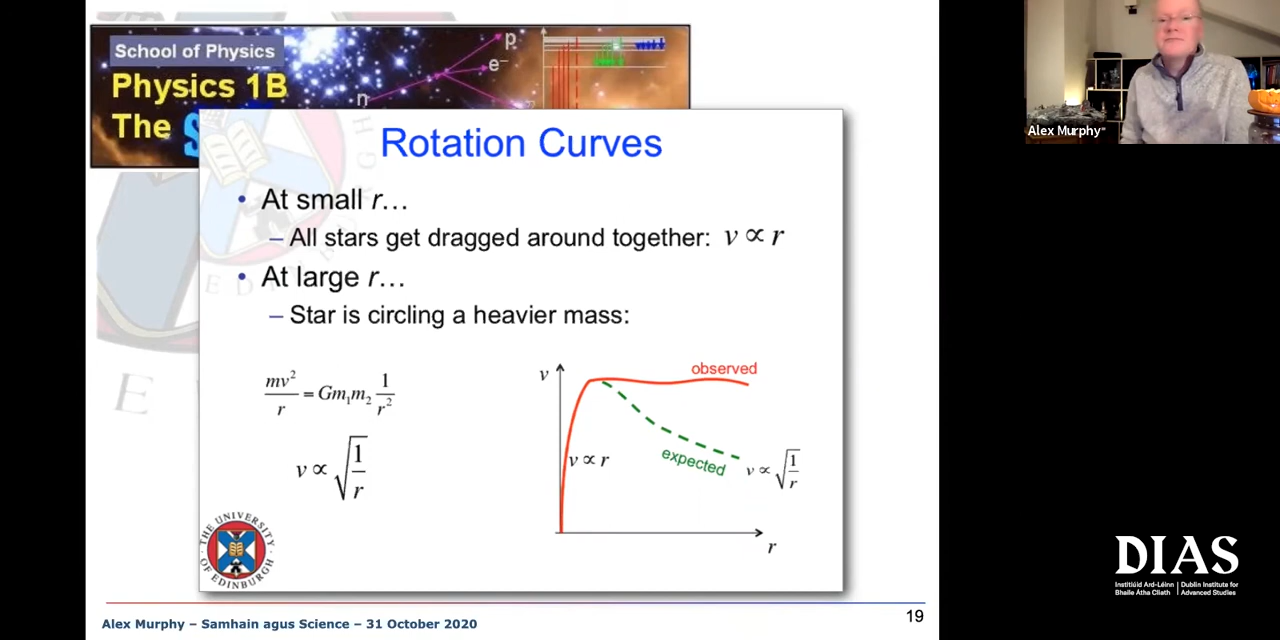 School of Physics
Physics 1B
The
p
e⁻
n
Rotation Curves
• At small r…
– All stars get dragged around together: v ∝ r
• At large r…
– Star is circling a heavier mass:
mv²/r = Gm₁m₂ 1/r²
v ∝ √(1/r)
v
observed
v ∝ r
expected
v ∝ √(1/r)
r
THE UNIVERSITY OF EDINBURGH
Alex Murphy – Samhain agus Science – 31 October 2020
19
Alex Murphy
DIAS
Institiúid Ard-Léinn | Dublin Institute for
Bhaile Átha Cliath | Advanced Studies